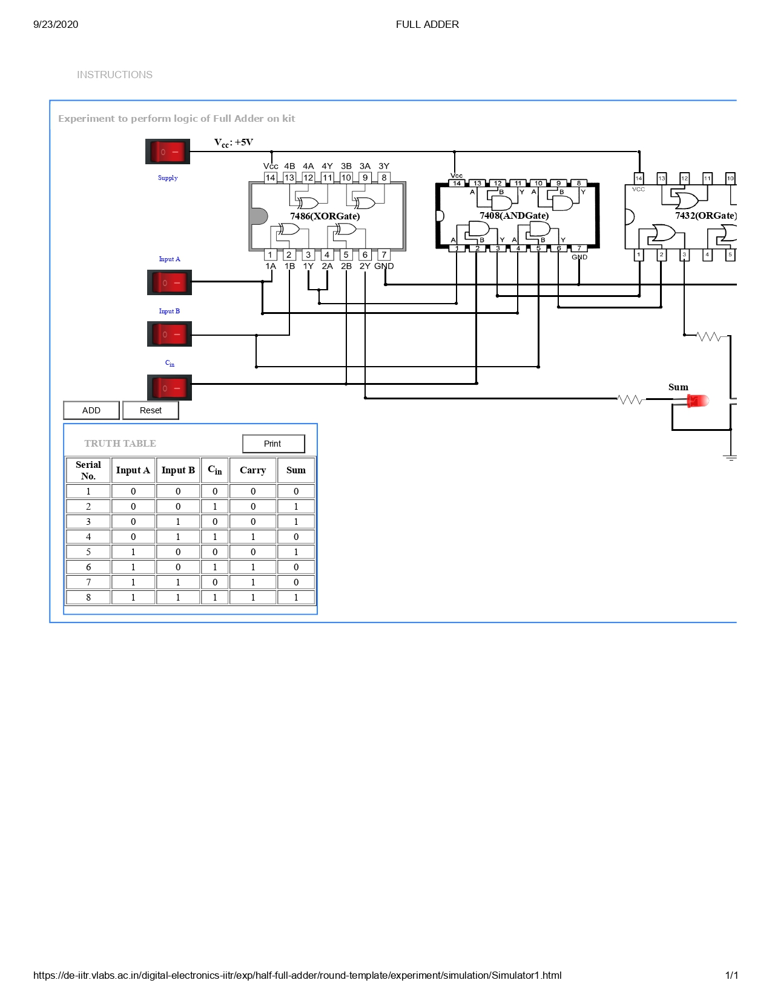 9/23/2020 FULL ADDER
INSTRUCTIONS
Experiment to perform logic of Full Adder on kit
Vcc: +5V
Supply
Vcc 4B 4A 4Y 3B 3A 3Y
14 13 12 11 10 9 8
7486(XORGate)
1 2 3 4 5 6 7
1A 1B 1Y 2A 2B 2Y GND
Vcc
14 13 12 11 10 9 8
A B Y A B Y
7408(ANDGate)
A B Y A B Y
1 2 3 4 5 6 7
GND
14 13 12 11 10
VCC
7432(ORGate)
1 2 3 4 5
Input A
Input B
Cin
Sum
ADD Reset
TRUTH TABLE Print
Serial No. Input A Input B Cin Carry Sum
1 0 0 0 0 0
2 0 0 1 0 1
3 0 1 0 0 1
4 0 1 1 1 0
5 1 0 0 0 1
6 1 0 1 1 0
7 1 1 0 1 0
8 1 1 1 1 1
https://de-iitr.vlabs.ac.in/digital-electronics-iitr/exp/half-full-adder/round-template/experiment/simulation/Simulator1.html 1/1